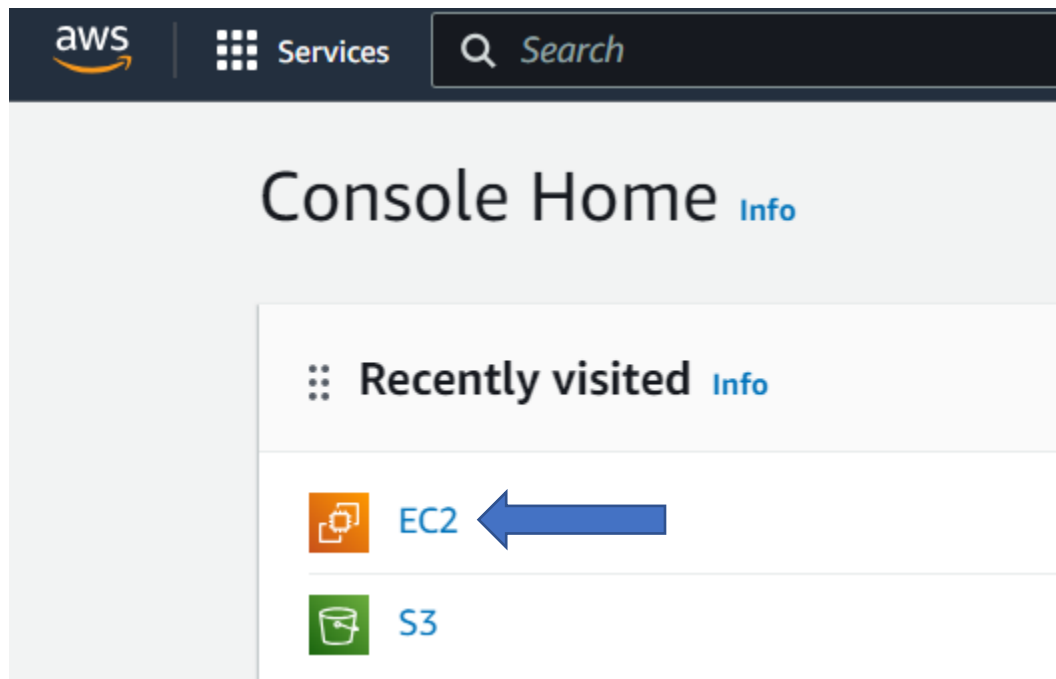 aws Services Search
Console Home Info
Recently visited Info
EC2
S3